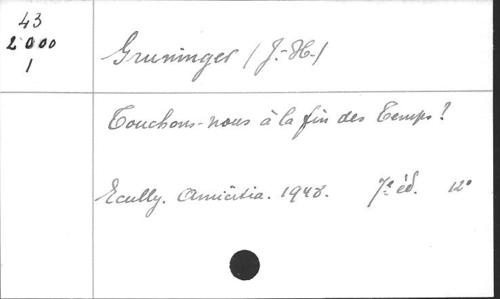 43
2000
1
Gruninger (J.-H.)
Touchons-nous à la fin des Temps?
Ecully. Amicitia. 1948. 7e éd. 12°